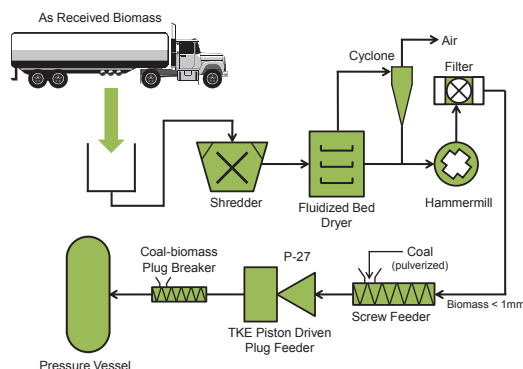 As Received Biomass
Air
Cyclone
Filter
Shredder
Fluidized Bed
Dryer
Hammermill
Coal-biomass
Plug Breaker
P-27
Coal
(pulverized)
Biomass < 1mm
Screw Feeder
TKE Piston Driven
Plug Feeder
Pressure Vessel